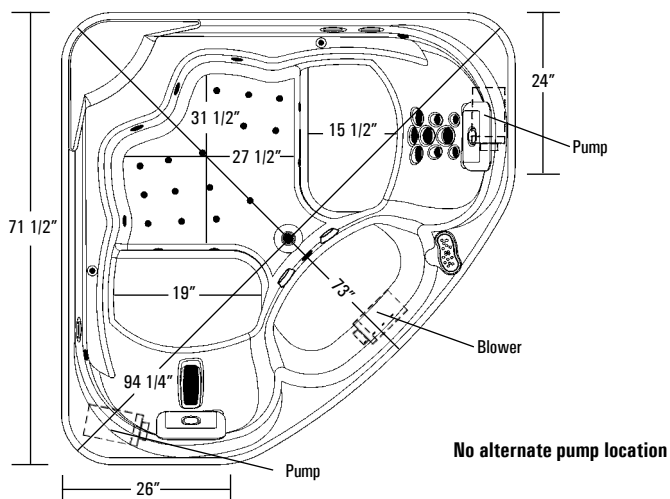 24”
31 1/2”
15 1/2”
Pump
27 1/2”
71 1/2”
73”
19”
Blower
94 1/4”
No alternate pump location
Pump
26”